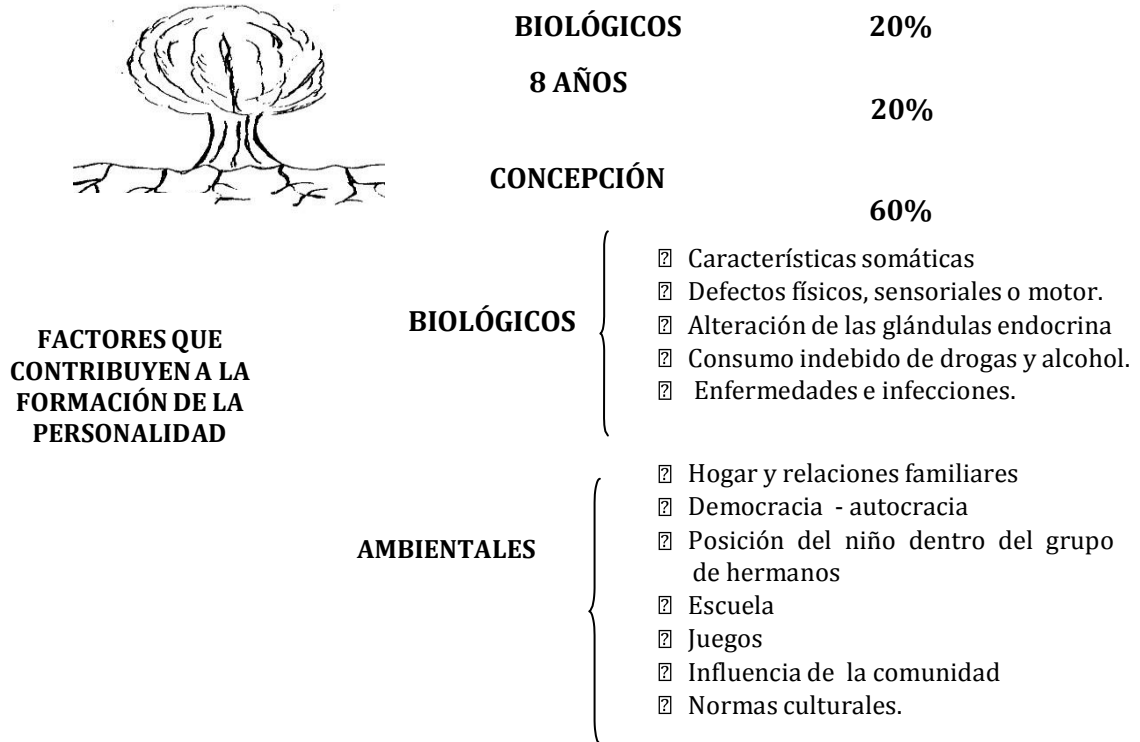 BIOLÓGICOS 20%
8 AÑOS
20%
CONCEPCIÓN
60%
FACTORES QUE
CONTRIBUYEN A LA
FORMACIÓN DE LA
PERSONALIDAD
BIOLÓGICOS
Características somáticas
Defectos físicos, sensoriales o motor.
Alteración de las glándulas endocrina
Consumo indebido de drogas y alcohol.
Enfermedades e infecciones.
AMBIENTALES
Hogar y relaciones familiares
Democracia - autocracia
Posición del niño dentro del grupo
de hermanos
Escuela
Juegos
Influencia de la comunidad
Normas culturales.